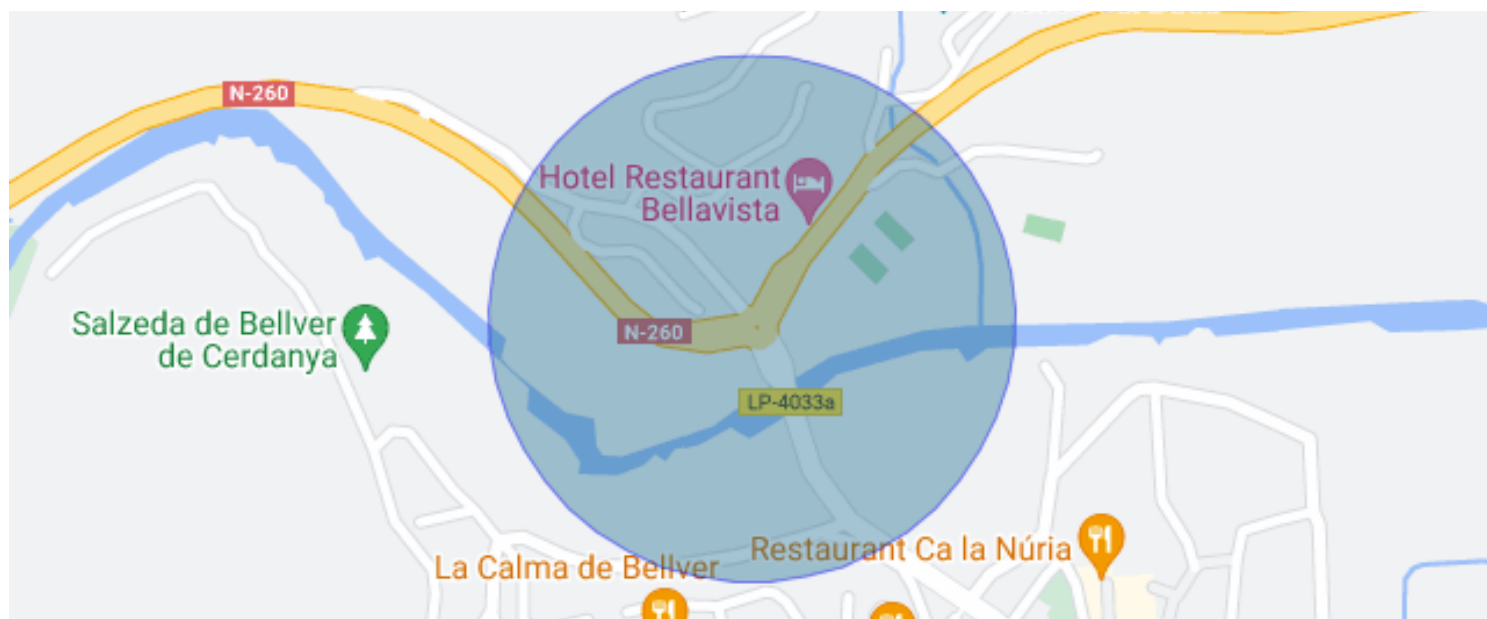 N-260
Hotel Restaurant
Bellavista
Salzeda de Bellver
de Cerdanya
N-260
LP-4033a
Restaurant Ca la Núria
La Calma de Bellver